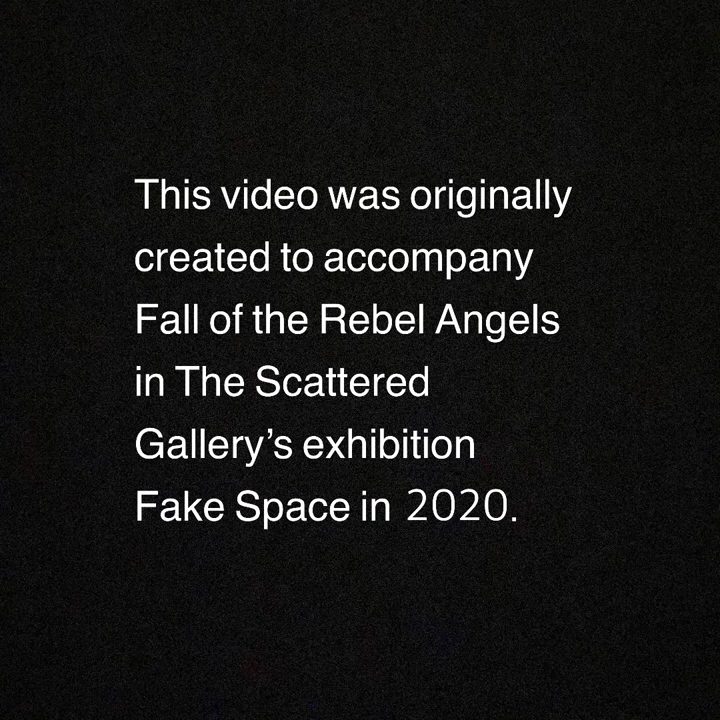 This video was originally
created to accompany
Fall of the Rebel Angels
in The Scattered
Gallery’s exhibition
Fake Space in 2020.